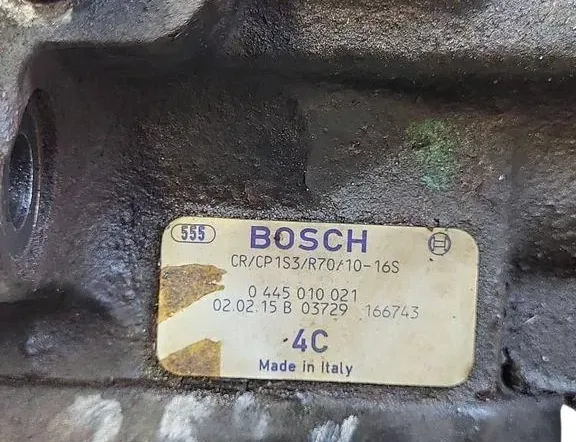 555 BOSCH
CR/CP1S3/R70/10-16S
0 445 010 021
02.02.15 B 03729 166743
4C
Made in Italy